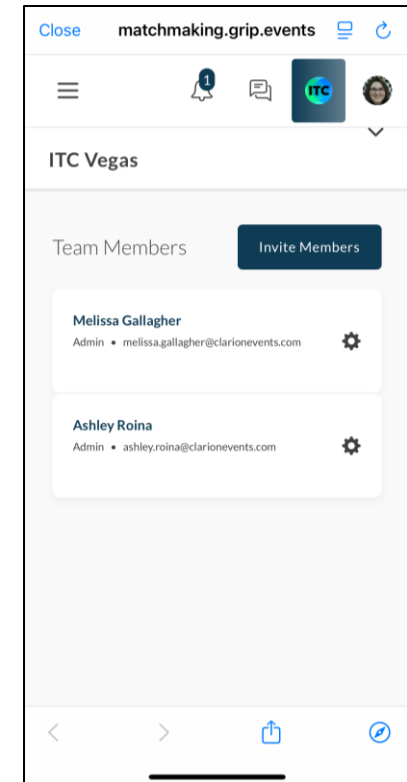 Close matchmaking.grip.events
1
ITC
ITC Vegas
Team Members Invite Members
Melissa Gallagher
Admin • melissa.gallagher@clarionevents.com
Ashley Roina
Admin • ashley.roina@clarionevents.com